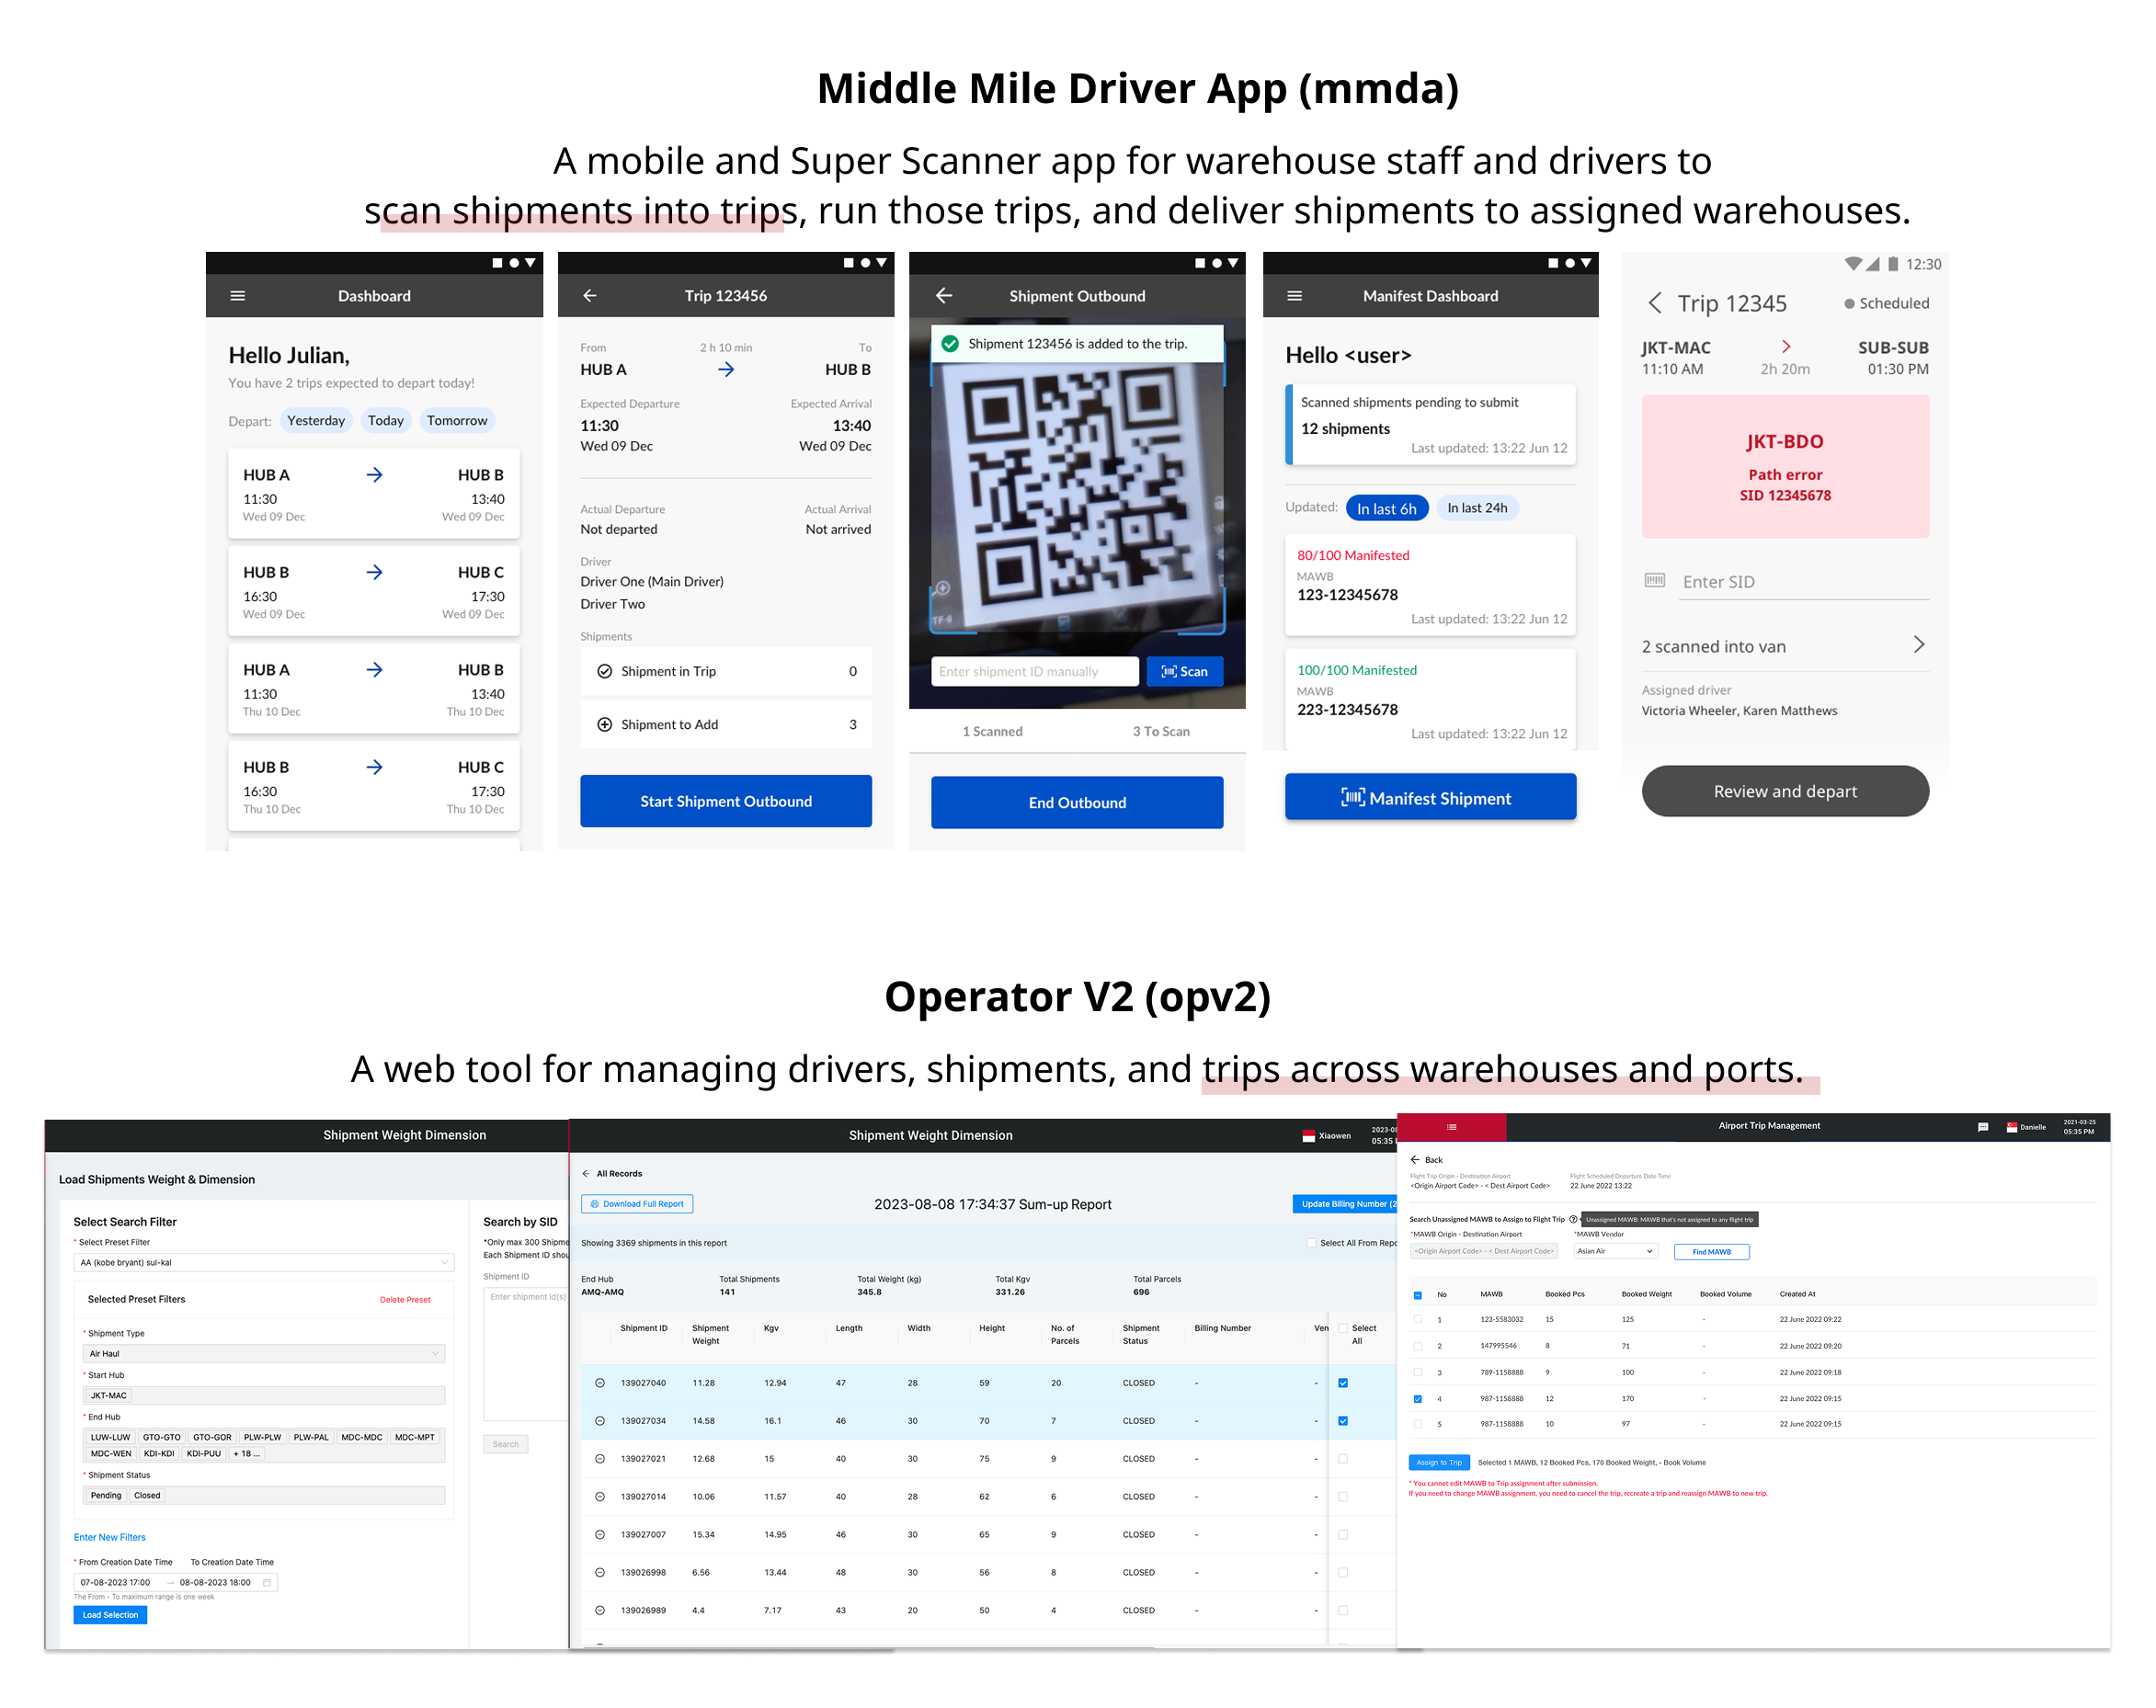 Middle Mile Driver App (mmda)
A mobile and Super Scanner app for warehouse staff and drivers to
scan shipments into trips, run those trips, and deliver shipments to assigned warehouses.
Dashboard
Hello Julian,
You have 2 trips expected to depart today!
Depart: Yesterday Today Tomorrow
HUB A HUB B
11:30 13:40
Wed 09 Dec Wed 09 Dec
HUB B HUB C
16:30 17:30
Wed 09 Dec Wed 09 Dec
HUB A HUB B
11:30 13:40
Thu 10 Dec Thu 10 Dec
HUB B HUB C
16:30 17:30
Thu 10 Dec Thu 10 Dec
Trip 123456
From 2 h 10 min To
HUB A HUB B
Expected Departure Expected Arrival
11:30 13:40
Wed 09 Dec Wed 09 Dec
Actual Departure Actual Arrival
Not departed Not arrived
Driver
Driver One (Main Driver)
Driver Two
Shipments
Shipment in Trip 0
Shipment to Add 3
Start Shipment Outbound
Shipment Outbound
Shipment 123456 is added to the trip.
Enter shipment ID manually Scan
1 Scanned 3 To Scan
End Outbound
Manifest Dashboard
Hello <user>
Scanned shipments pending to submit
12 shipments
Last updated: 13:22 Jun 12
Updated: In last 6h In last 24h
80/100 Manifested
MAWB
123-12345678
Last updated: 13:22 Jun 12
100/100 Manifested
MAWB
223-12345678
Last updated: 13:22 Jun 12
Manifest Shipment
12:30
Trip 12345 Scheduled
JKT-MAC SUB-SUB
11:10 AM 2h 20m 01:30 PM
JKT-BDO
Path error
SID 12345678
Enter SID
2 scanned into van
Assigned driver
Victoria Wheeler, Karen Matthews
Review and depart
Operator V2 (opv2)
A web tool for managing drivers, shipments, and trips across warehouses and ports.
Shipment Weight Dimension
Load Shipments Weight & Dimension
Select Search Filter
* Select Preset Filter
AA (kobe bryant) sul-kal
Selected Preset Filters Delete Preset
* Shipment Type
Air Haul
* Start Hub
JKT-MAC
* End Hub
LUW-LUW GTO-GTO GTO-GOR PLW-PLW PLW-PAL MDC-MDC MDC-MPT
MDC-WEN KDI-KDI KDI-PUU + 18 ...
* Shipment Status
Pending Closed
Enter New Filters
* From Creation Date Time To Creation Date Time
07-08-2023 17:00 → 08-08-2023 18:00
The From - To maximum range is one week
Load Selection
Search by SID
*Only max 300 Shipme
Each Shipment ID shou
Shipment ID
Enter shipment id(s)
Search
Shipment Weight Dimension
Xiaowen 2023-08
05:35
All Records
Download Full Report 2023-08-08 17:34:37 Sum-up Report Update Billing Number (2
Showing 3369 shipments in this report Select All From Repo
End Hub Total Shipments Total Weight (kg) Total Kgv Total Parcels
AMQ-AMQ 141 345.8 331.26 696
Shipment ID Shipment Weight Kgv Length Width Height No. of Parcels Shipment Status Billing Number Ven Select All
139027040 11.28 12.94 47 28 59 20 CLOSED - -
139027034 14.58 16.1 46 30 70 7 CLOSED - -
139027021 12.68 15 40 30 75 9 CLOSED - -
139027014 10.06 11.57 40 28 62 6 CLOSED - -
139027007 15.34 14.95 46 30 65 9 CLOSED - -
139026998 6.56 13.44 48 30 56 8 CLOSED - -
139026989 4.4 7.17 43 20 50 4 CLOSED - -
Airport Trip Management
Danielle 2021-03-25
05:35 PM
Back
Flight Trip Origin - Destination Airport Flight Scheduled Departure Date Time
<Origin Airport Code> - < Dest Airport Code> 22 June 2022 13:22
Search Unassigned MAWB to Assign to Flight Trip Unassigned MAWB: MAWB that's not assigned to any flight trip
*MAWB Origin - Destination Airport *MAWB Vendor
<Origin Airport Code> - < Dest Airport Code> Asian Air Find MAWB
No MAWB Booked Pcs Booked Weight Booked Volume Created At
1 123-5583032 15 125 - 22 June 2022 09:22
2 147995546 8 71 - 22 June 2022 09:20
3 789-1158888 9 100 - 22 June 2022 09:18
4 987-1158888 12 170 - 22 June 2022 09:15
5 987-1158888 10 97 - 22 June 2022 09:15
Assign to Trip Selected 1 MAWB, 12 Booked Pcs, 170 Booked Weight, - Book Volume
* You cannot edit MAWB to Trip assignment after submission.
If you need to change MAWB assignment, you need to cancel the trip, recreate a trip and reassign MAWB to new trip.